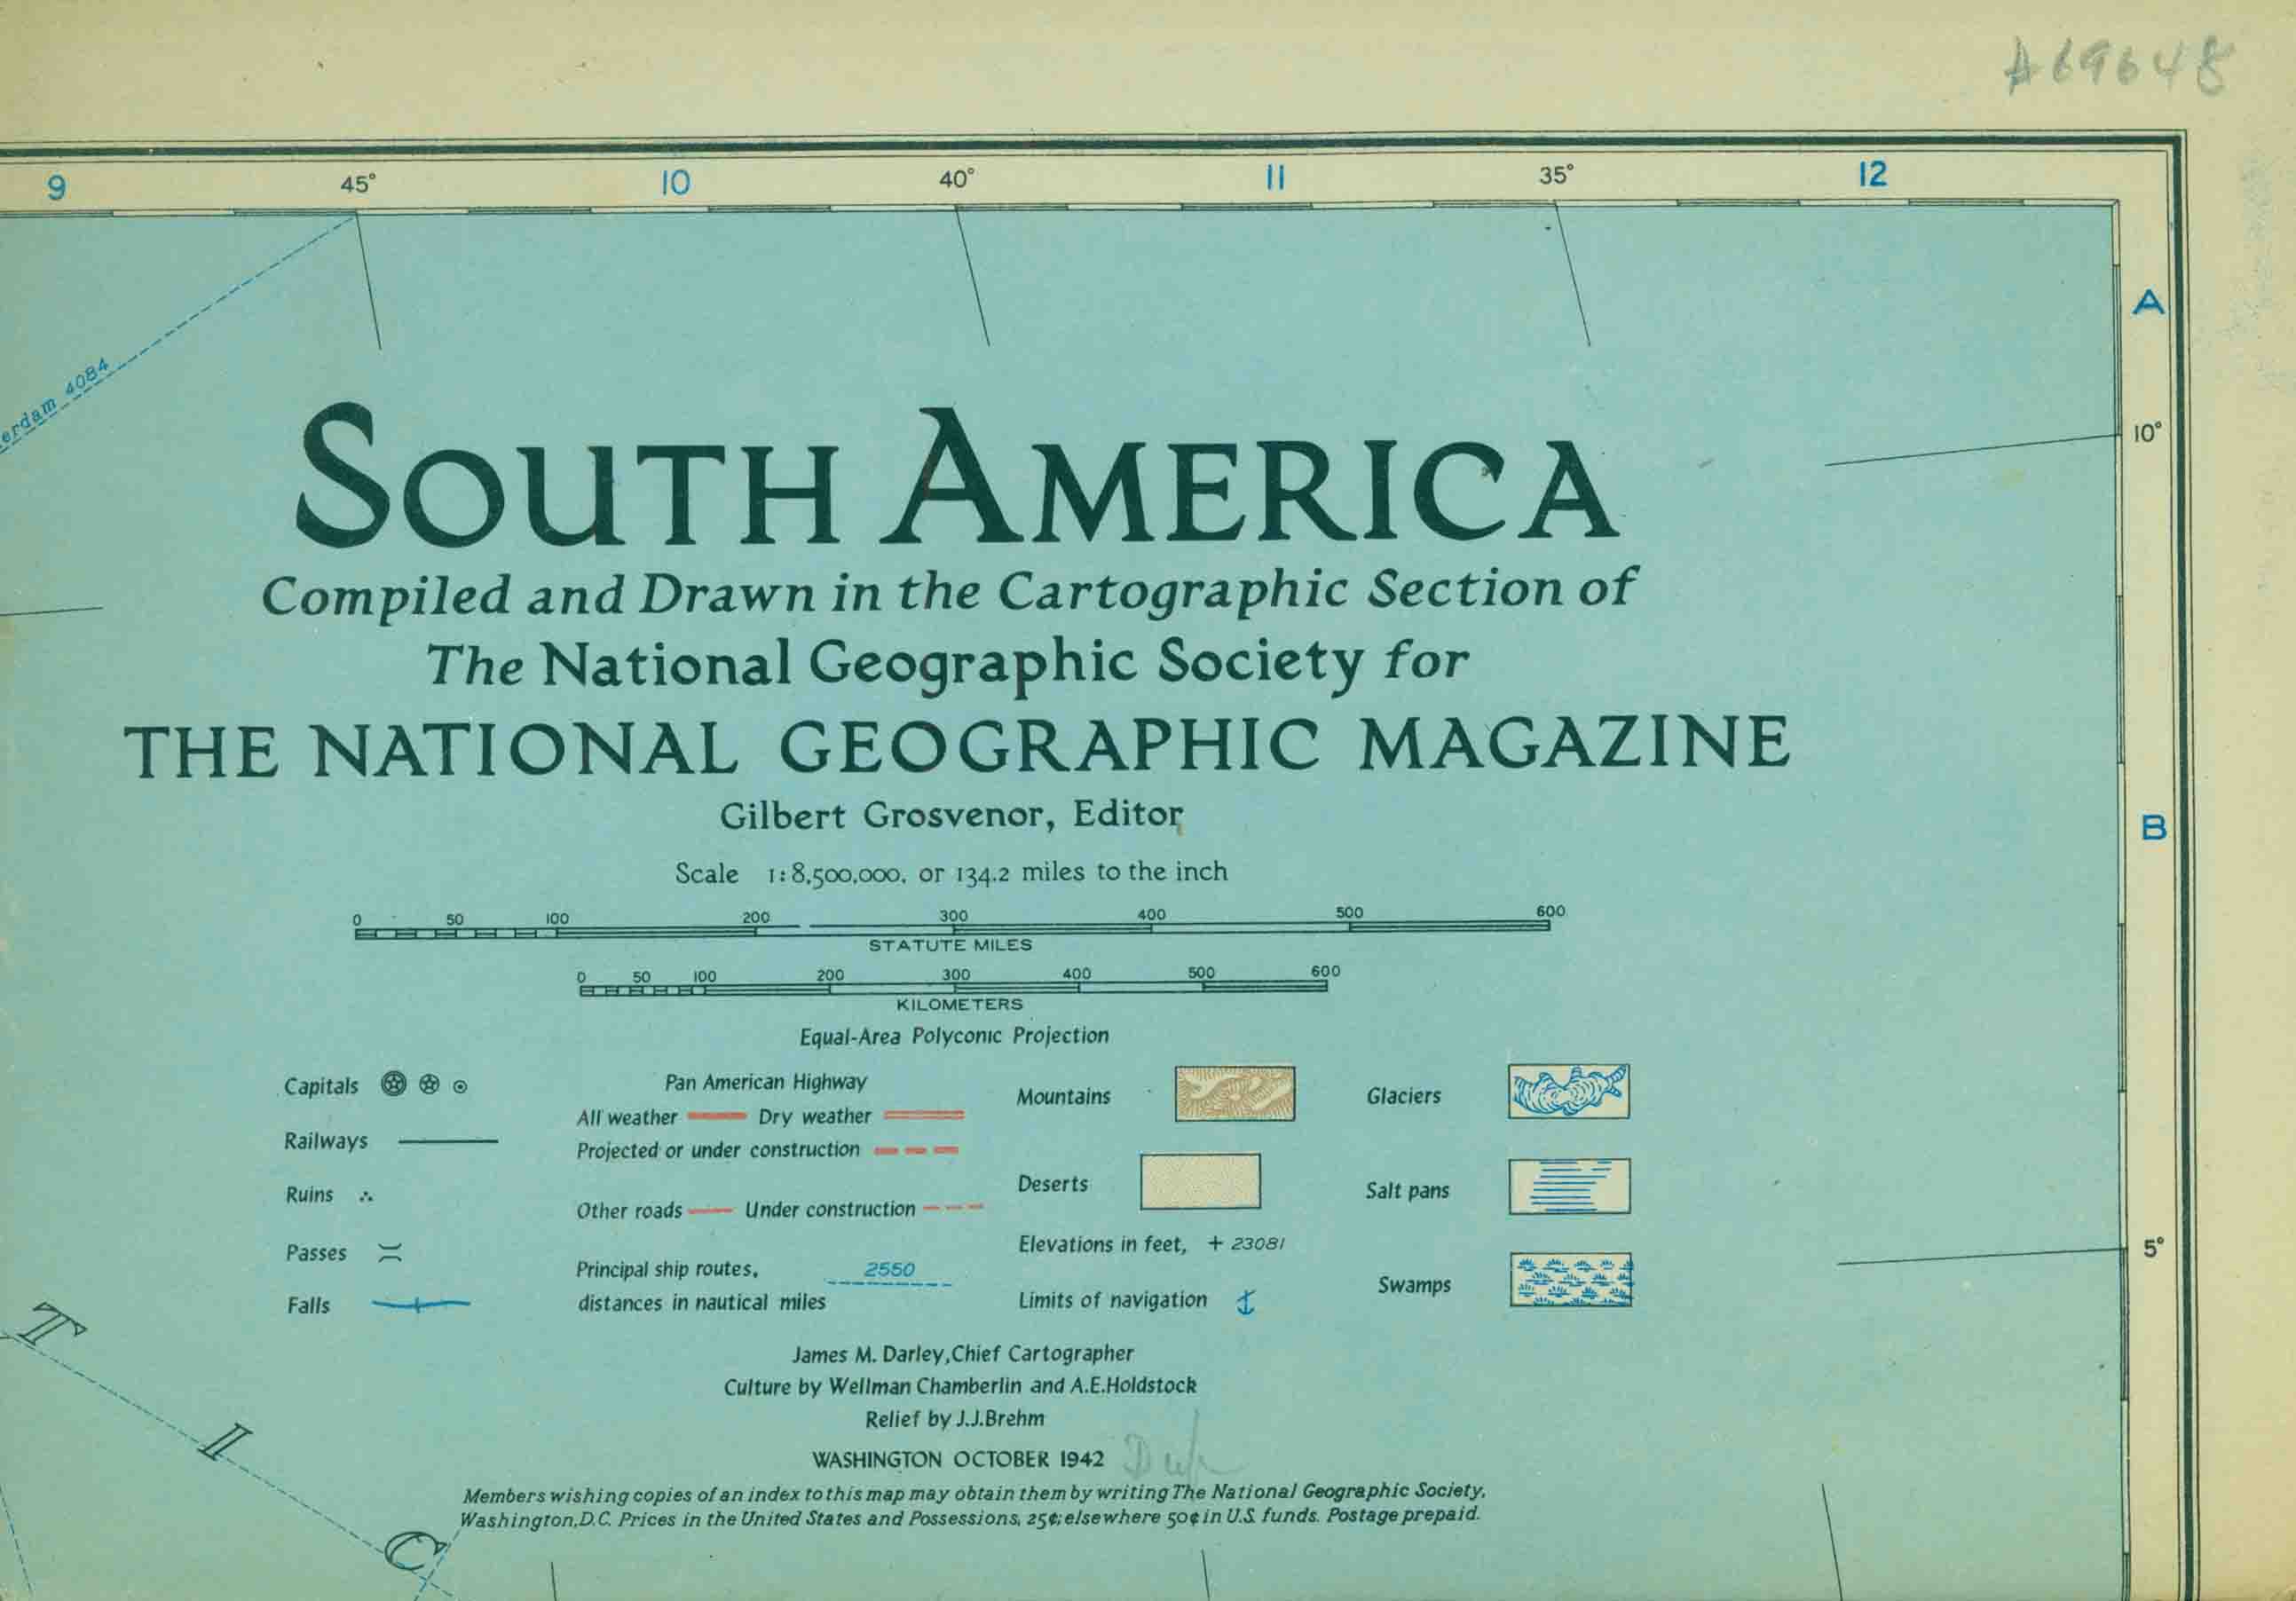 A69648
9 45° 10 40° 11 35° 12
A
erdam 4084
10°
SOUTH AMERICA
Compiled and Drawn in the Cartographic Section of
The National Geographic Society for
THE NATIONAL GEOGRAPHIC MAGAZINE
Gilbert Grosvenor, Editor
B
Scale 1:8,500,000, or 134.2 miles to the inch
0 50 100 200 300 400 500 600
STATUTE MILES
0 50 100 200 300 400 500 600
KILOMETERS
Equal-Area Polyconic Projection
Capitals
Railways
Ruins
Passes
Falls
Pan American Highway
All weather Dry weather
Projected or under construction
Other roads Under construction
Principal ship routes, 2550
distances in nautical miles
Mountains
Deserts
Elevations in feet, + 23081
Limits of navigation
Glaciers
Salt pans
Swamps
5°
T
I
C
James M. Darley, Chief Cartographer
Culture by Wellman Chamberlin and A.E. Holdstock
Relief by J.J. Brehm
WASHINGTON OCTOBER 1942
Members wishing copies of an index to this map may obtain them by writing The National Geographic Society,
Washington, D.C. Prices in the United States and Possessions, 25¢; elsewhere 50¢ in U.S. funds. Postage prepaid.